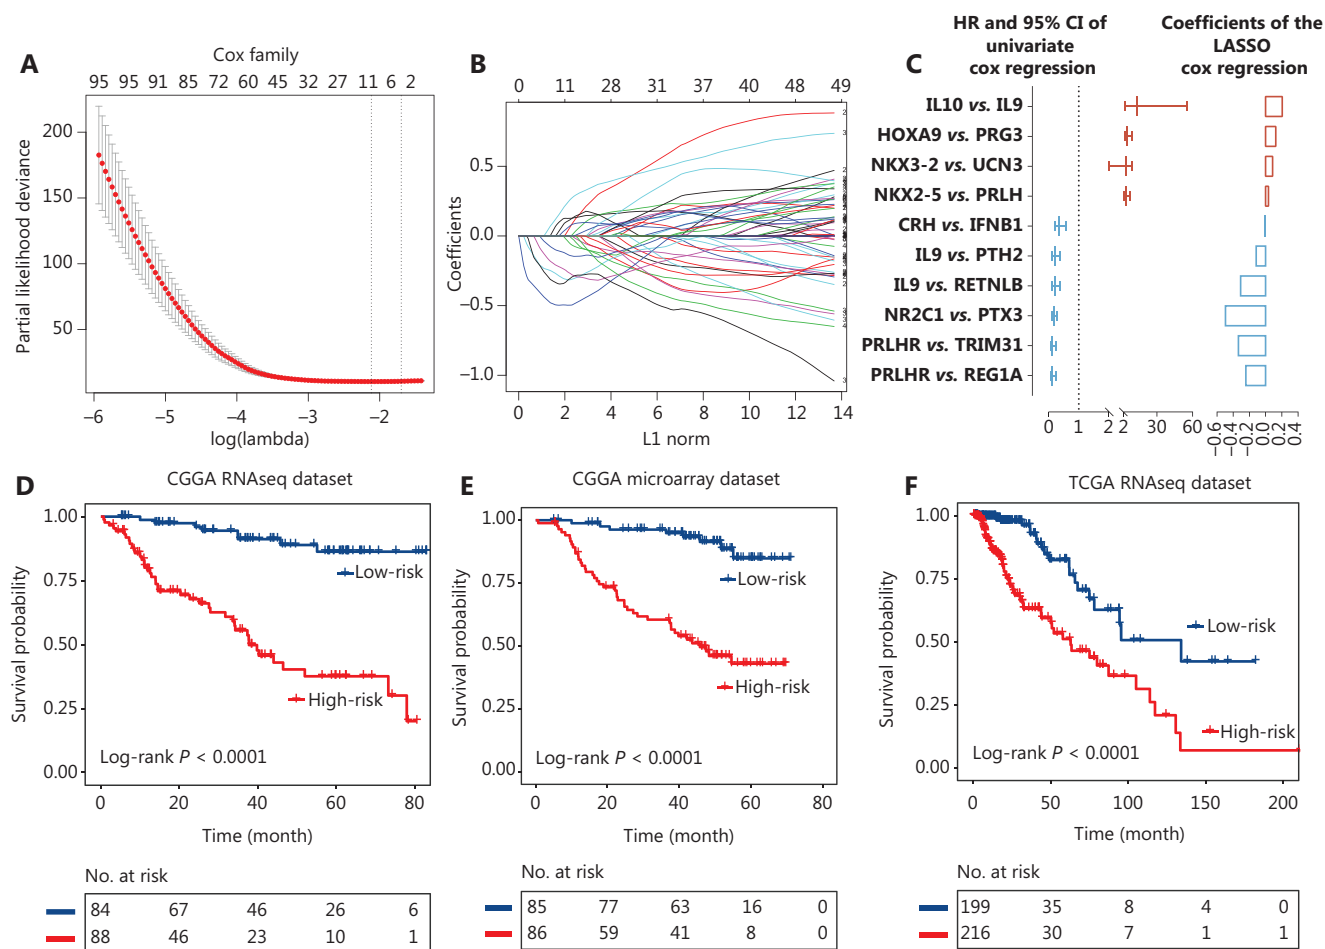 A
Cox family
95 95 91 85 72 60 45 32 27 11 6 2
Partial likelihood deviance
200
150
100
50
−6 −5 −4 −3 −2
log(lambda)
B
0 11 28 31 37 40 48 49
Coefficients
0.5
0.0
−0.5
−1.0
0 2 4 6 8 10 12 14
L1 norm
C
HR and 95% CI of
univariate
cox regression
Coefficients of the
LASSO
cox regression
IL10 vs. IL9
HOXA9 vs. PRG3
NKX3-2 vs. UCN3
NKX2-5 vs. PRLH
CRH vs. IFNB1
IL9 vs. PTH2
IL9 vs. RETNLB
NR2C1 vs. PTX3
PRLHR vs. TRIM31
PRLHR vs. REG1A
0 1 2 2 30 60
−0.6 −0.4 −0.2 0.0 0.2 0.4
D
CGGA RNAseq dataset
Survival probability
1.00
0.75
0.50
0.25
0.00
Low-risk
High-risk
Log-rank P < 0.0001
0 20 40 60 80
Time (month)
No. at risk
84 67 46 26 6
88 46 23 10 1
E
CGGA microarray dataset
Survival probability
1.00
0.75
0.50
0.25
0.00
Low-risk
High-risk
Log-rank P < 0.0001
0 20 40 60 80
Time (month)
No. at risk
85 77 63 16 0
86 59 41 8 0
F
TCGA RNAseq dataset
Survival probability
1.00
0.75
0.50
0.25
0.00
Low-risk
High-risk
Log-rank P < 0.0001
0 50 100 150 200
Time (month)
No. at risk
199 35 8 4 0
216 30 7 1 1